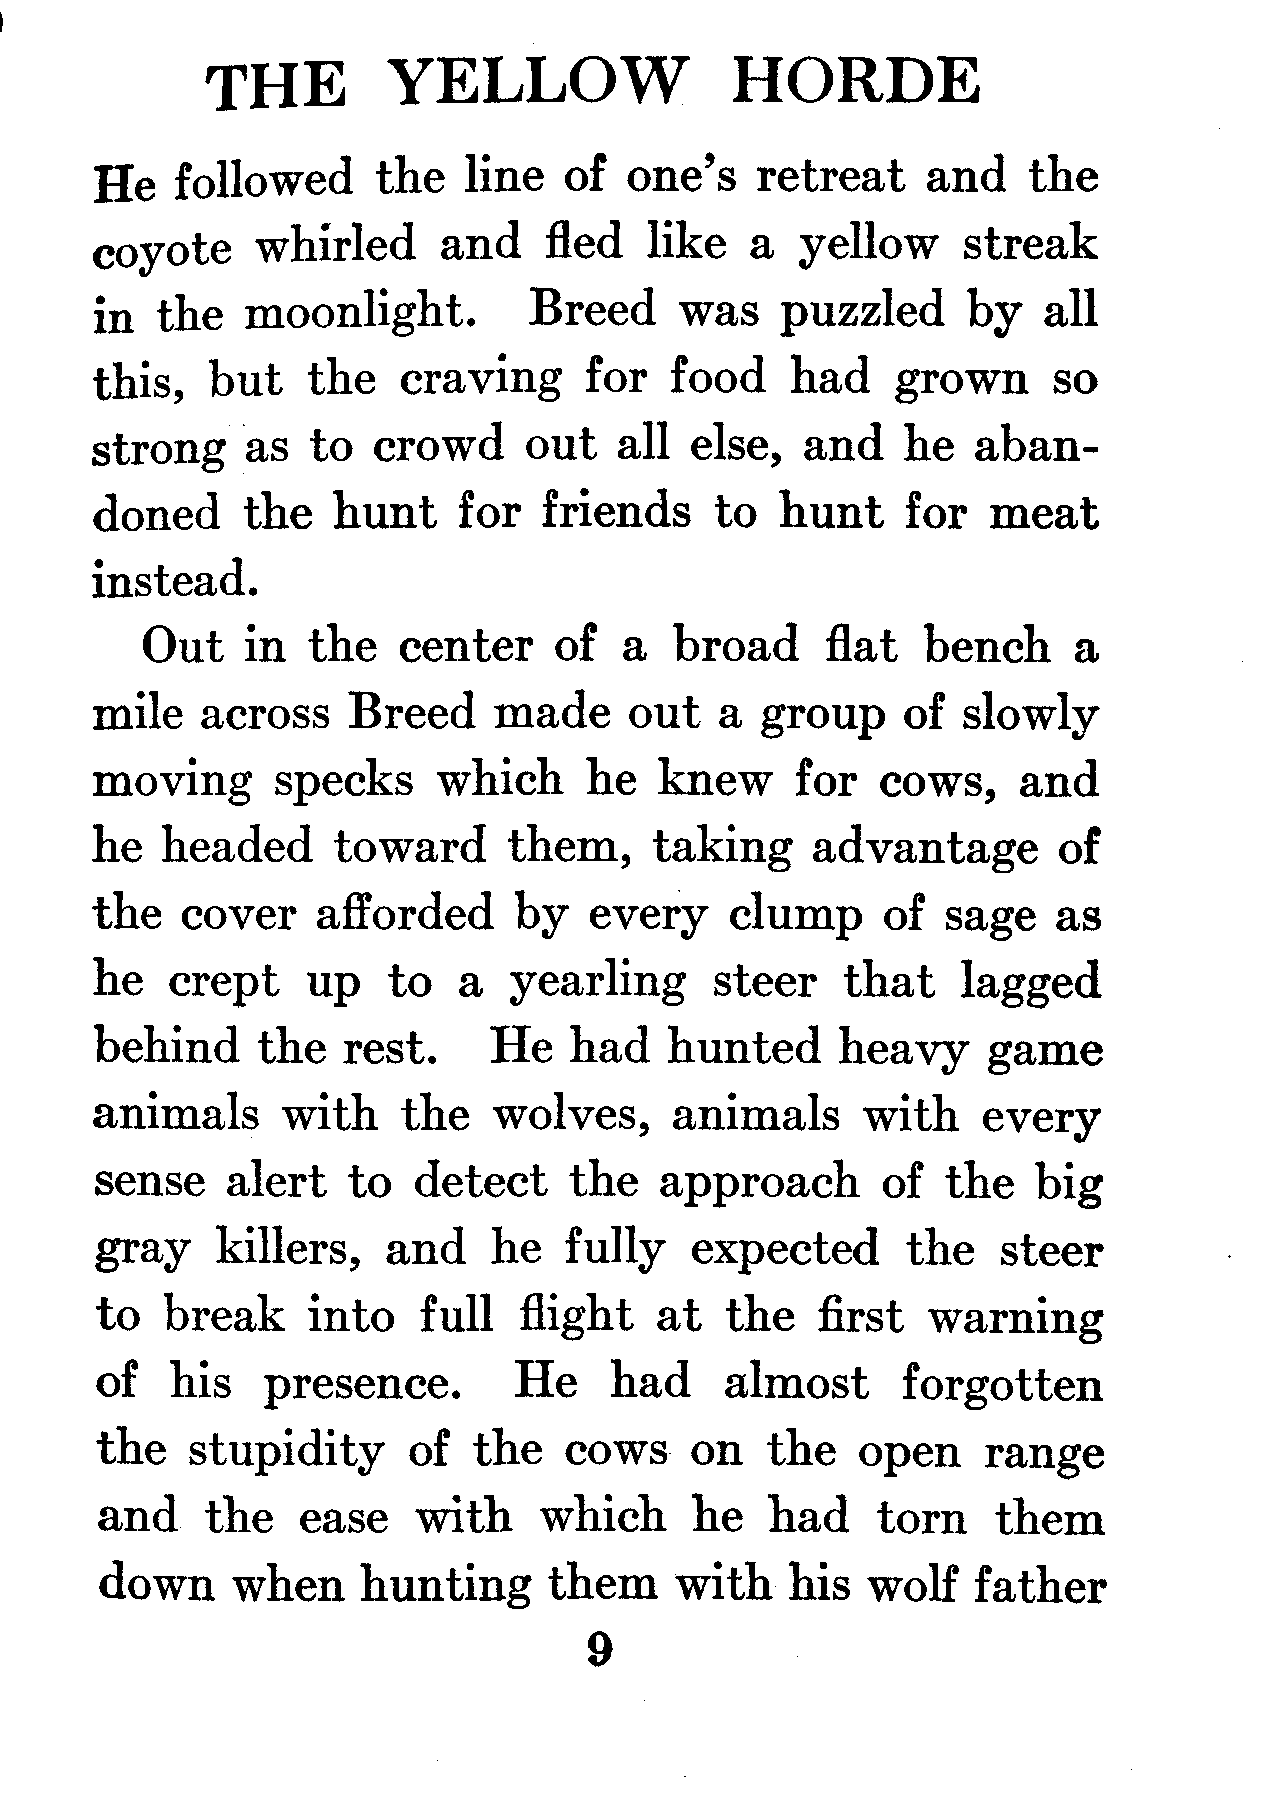 THE YELLOW HORDE
He followed the line of one's retreat and the
coyote whirled and fled like a yellow streak
in the moonlight. Breed was puzzled by all
this, but the craving for food had grown so
strong as to crowd out all else, and he aban-
doned the hunt for friends to hunt for meat
instead.
Out in the center of a broad flat bench a
mile across Breed made out a group of slowly
moving specks which he knew for cows, and
he headed toward them, taking advantage of
the cover afforded by every clump of sage as
he crept up to a yearling steer that lagged
behind the rest. He had hunted heavy game
animals with the wolves, animals with every
sense alert to detect the approach of the big
gray killers, and he fully expected the steer
to break into full flight at the first warning
of his presence. He had almost forgotten
the stupidity of the cows on the open range
and the ease with which he had torn them
down when hunting them with his wolf father
9